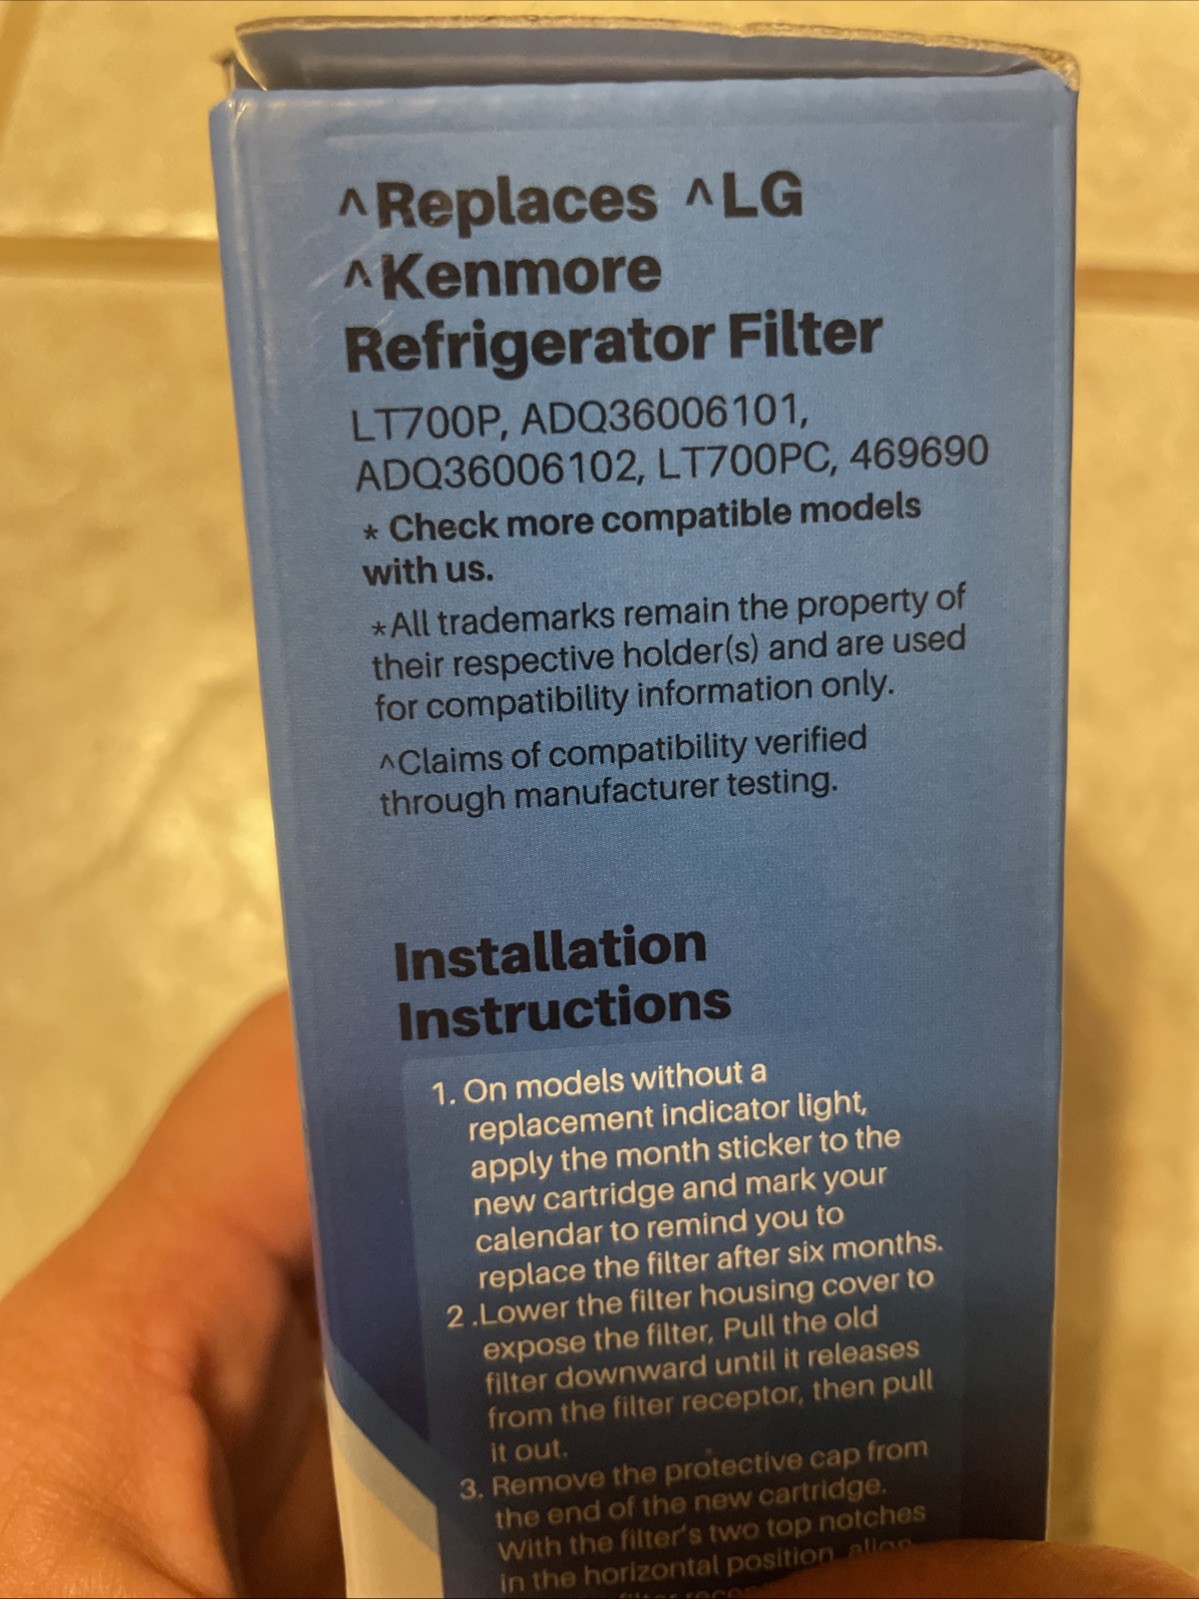 ^Replaces ^LG
^Kenmore
Refrigerator Filter
LT700P, ADQ36006101,
ADQ36006102, LT700PC, 469690
* Check more compatible models
with us.
*All trademarks remain the property of
their respective holder(s) and are used
for compatibility information only.
^Claims of compatibility verified
through manufacturer testing.
Installation
Instructions
1. On models without a
replacement indicator light,
apply the month sticker to the
new cartridge and mark your
calendar to remind you to
replace the filter after six months.
2 .Lower the filter housing cover to
expose the filter, Pull the old
filter downward until it releases
from the filter receptor, then pull
it out.
3. Remove the protective cap from
the end of the new cartridge.
With the filter's two top notches
in the horizontal position, align